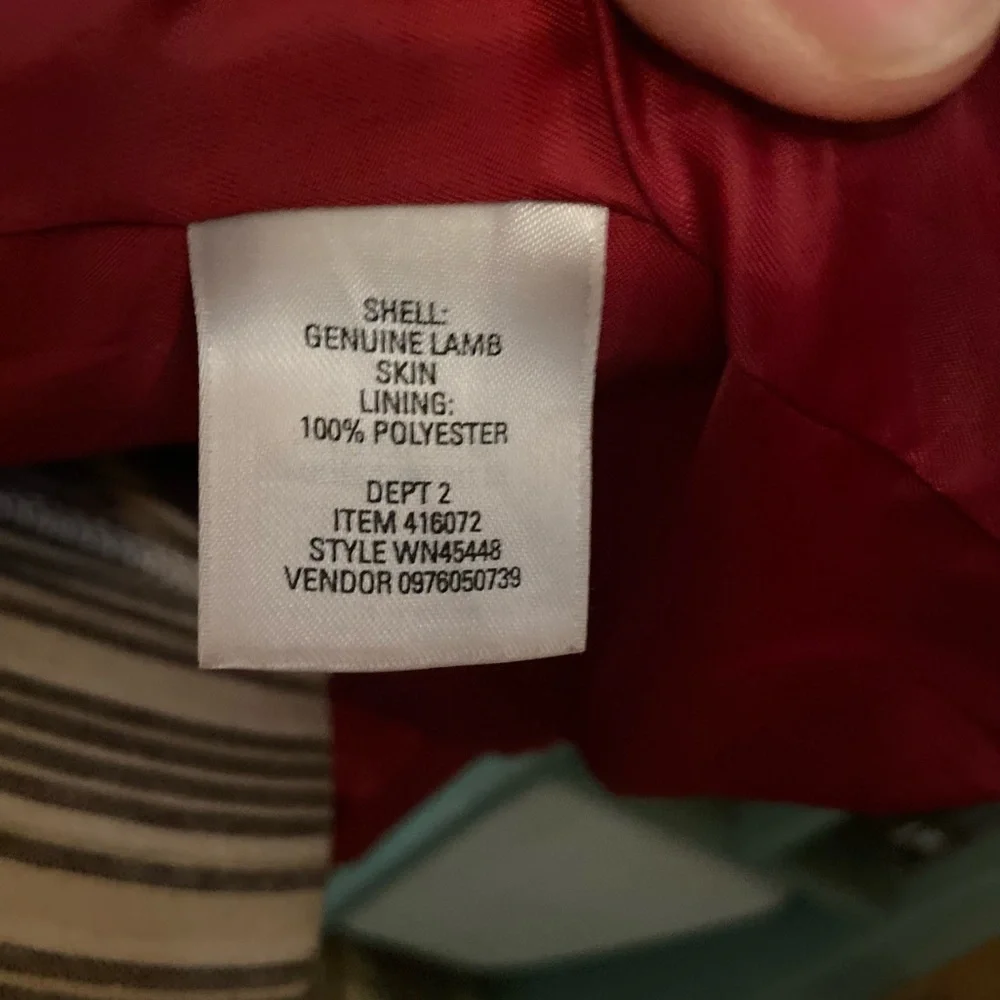 SHELL:
GENUINE LAMB
SKIN
LINING:
100% POLYESTER
DEPT 2
ITEM 416072
STYLE WN45448
VENDOR 0976050739